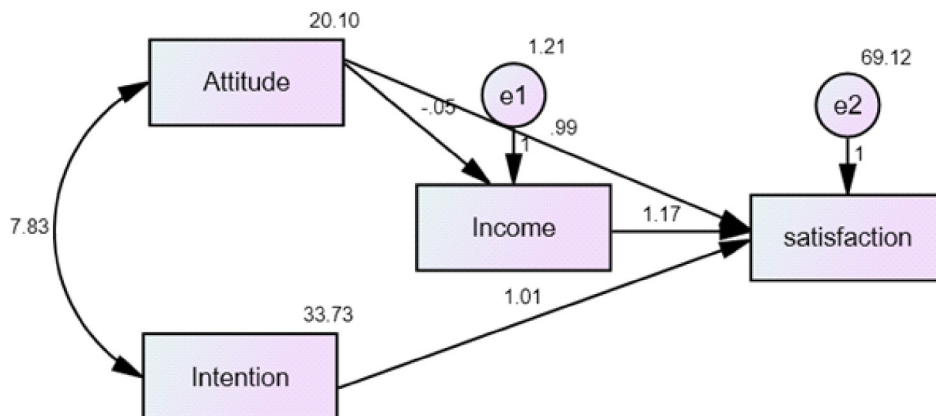 20.10
Attitude
1.21
e1
69.12
e2
-.05
.99
1
1
Income
1.17
satisfaction
7.83
1.01
33.73
Intention